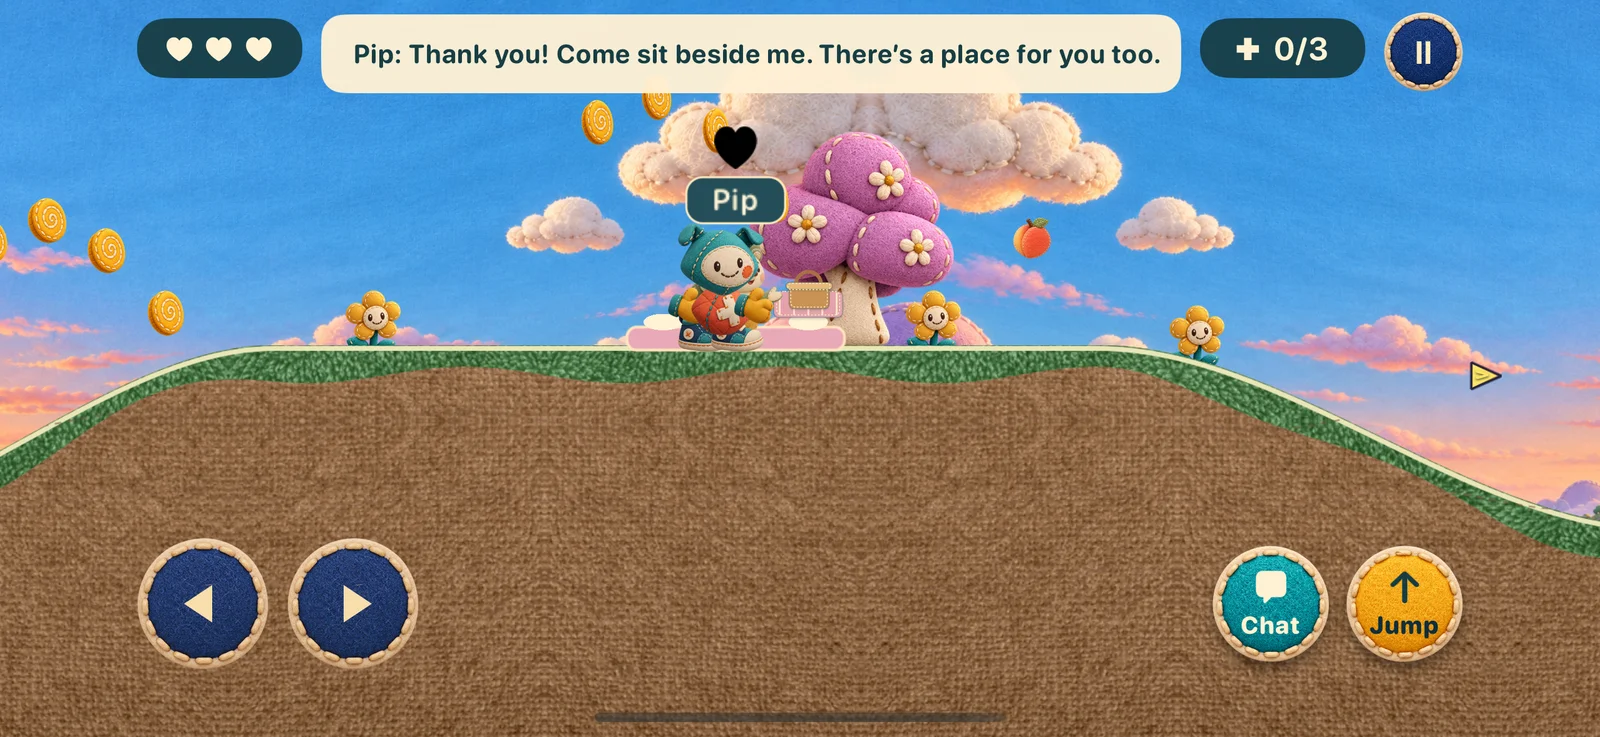 Pip: Thank you! Come sit beside me. There's a place for you too.
0/3
Pip
Chat
Jump